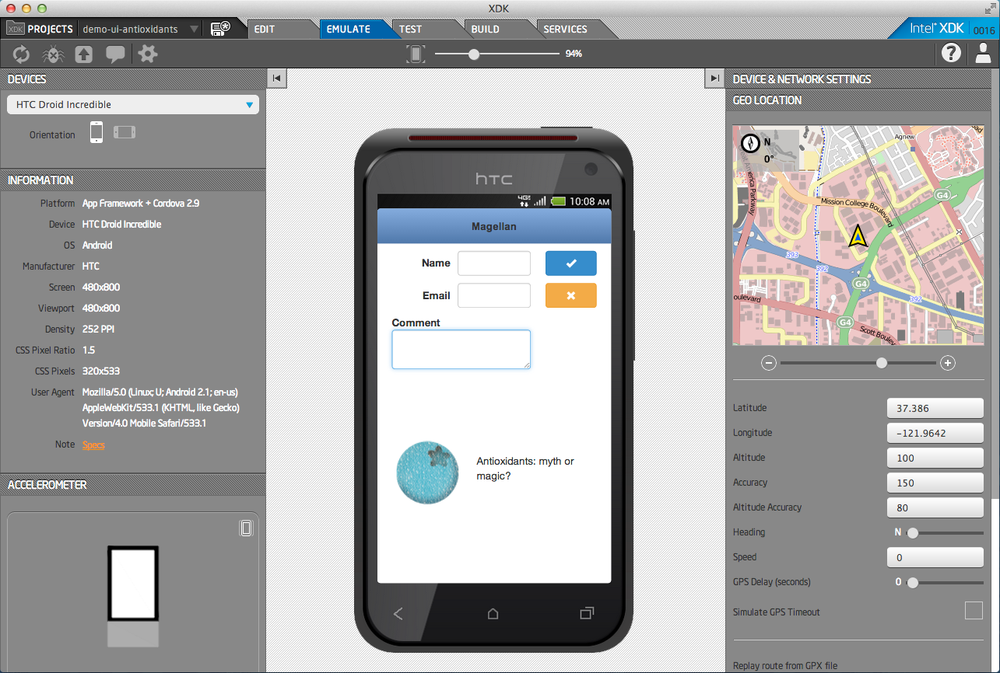 XDK
XDK PROJECTS
demo-ui-antioxidants
EDIT
EMULATE
TEST
BUILD
SERVICES
Intel® XDK 0016
94%
?
DEVICES
HTC Droid Incredible
Orientation
INFORMATION
Platform App Framework + Cordova 2.9
Device HTC Droid Incredible
OS Android
Manufacturer HTC
Screen 480x800
Viewport 480x800
Density 252 PPI
CSS Pixel Ratio 1.5
CSS Pixels 320x533
User Agent Mozilla/5.0 (Linux; U; Android 2.1; en-us)
AppleWebKit/533.1 (KHTML, like Gecko)
Version/4.0 Mobile Safari/533.1
Note Specs
ACCELEROMETER
hTC
4G 10:08 AM
Magellan
Name
Email
Comment
Antioxidants: myth or
magic?
DEVICE & NETWORK SETTINGS
GEO LOCATION
N
0°
Agnew
America Parkway
Mission College Boulevard
G4
393
392
G4
392
oulevard
G4
Scott Boulev
Latitude 37.386
Longitude -121.9642
Altitude 100
Accuracy 150
Altitude Accuracy 80
Heading N
Speed 0
GPS Delay (seconds) 0
Simulate GPS Timeout
Replay route from GPX file